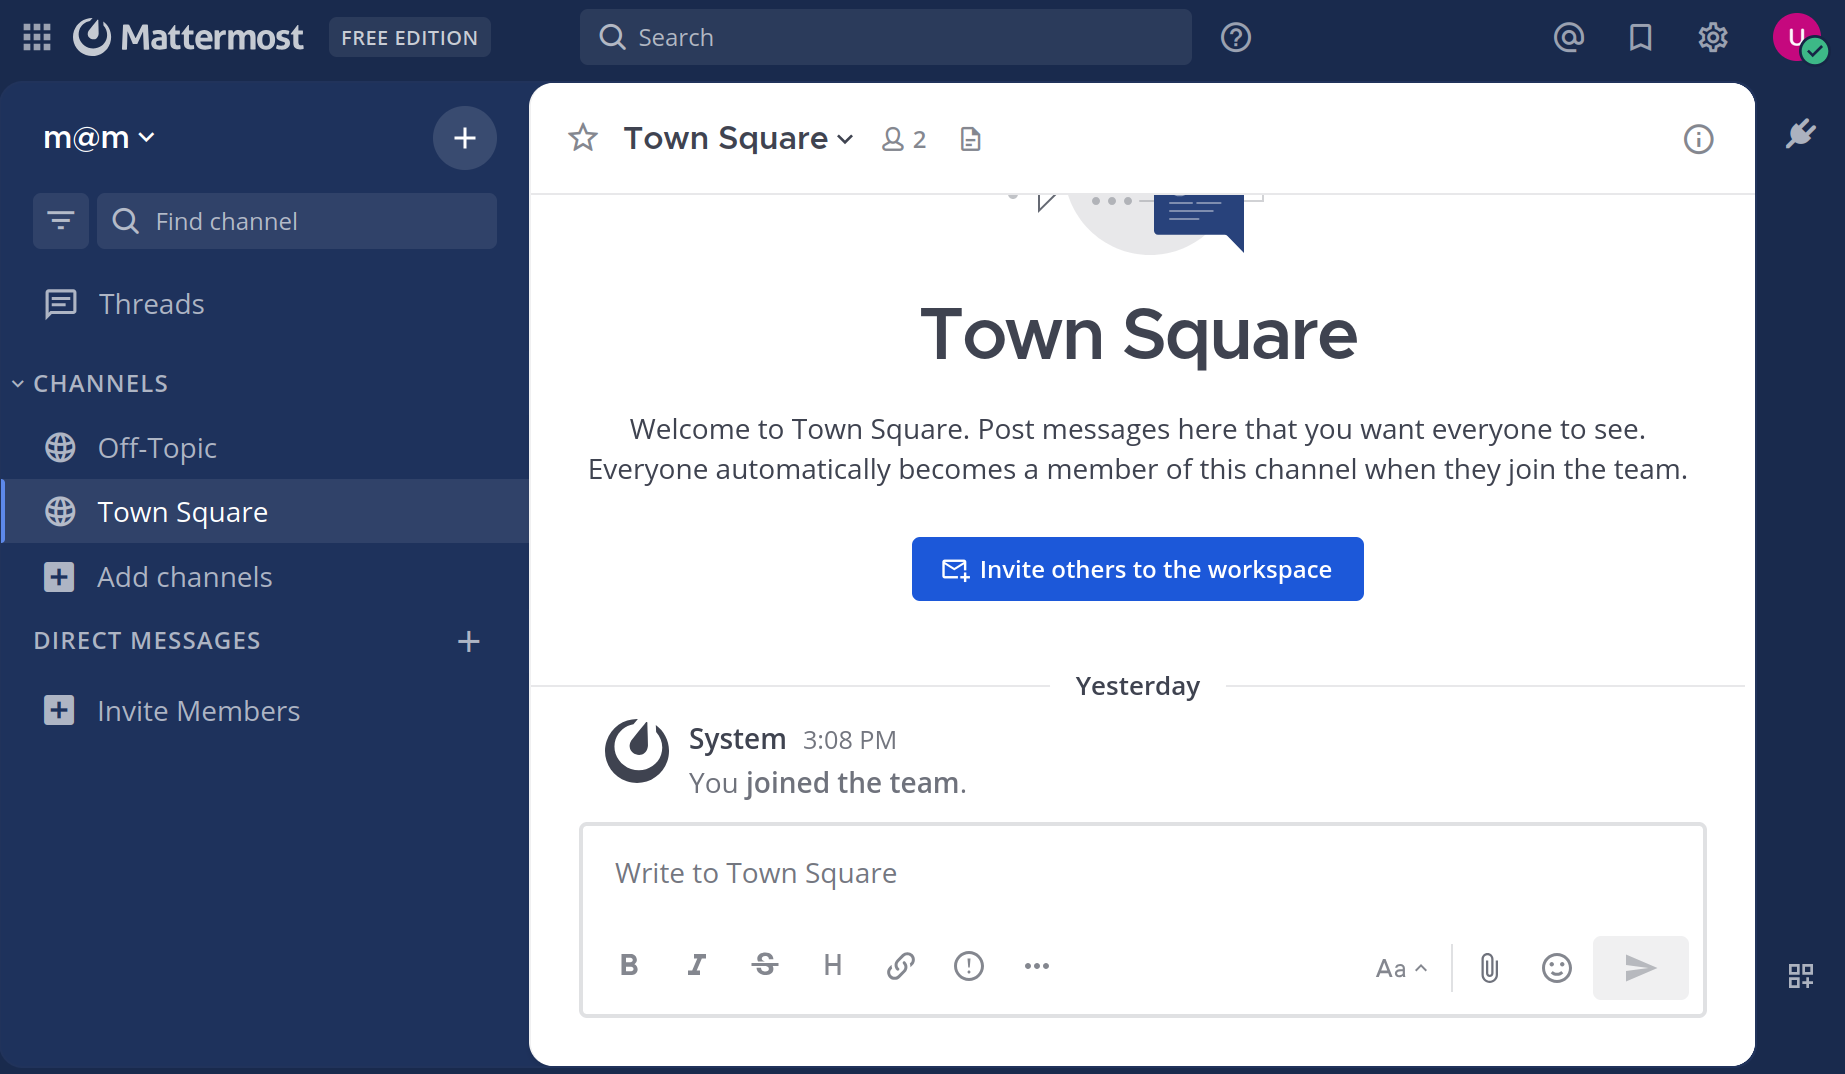 Mattermost
FREE EDITION
Search
U
m@m
Find channel
Threads
CHANNELS
Off-Topic
Town Square
Add channels
DIRECT MESSAGES
Invite Members
Town Square
2
Town Square
Welcome to Town Square. Post messages here that you want everyone to see.
Everyone automatically becomes a member of this channel when they join the team.
Invite others to the workspace
Yesterday
System 3:08 PM
You joined the team.
Write to Town Square
B I S H
Aa